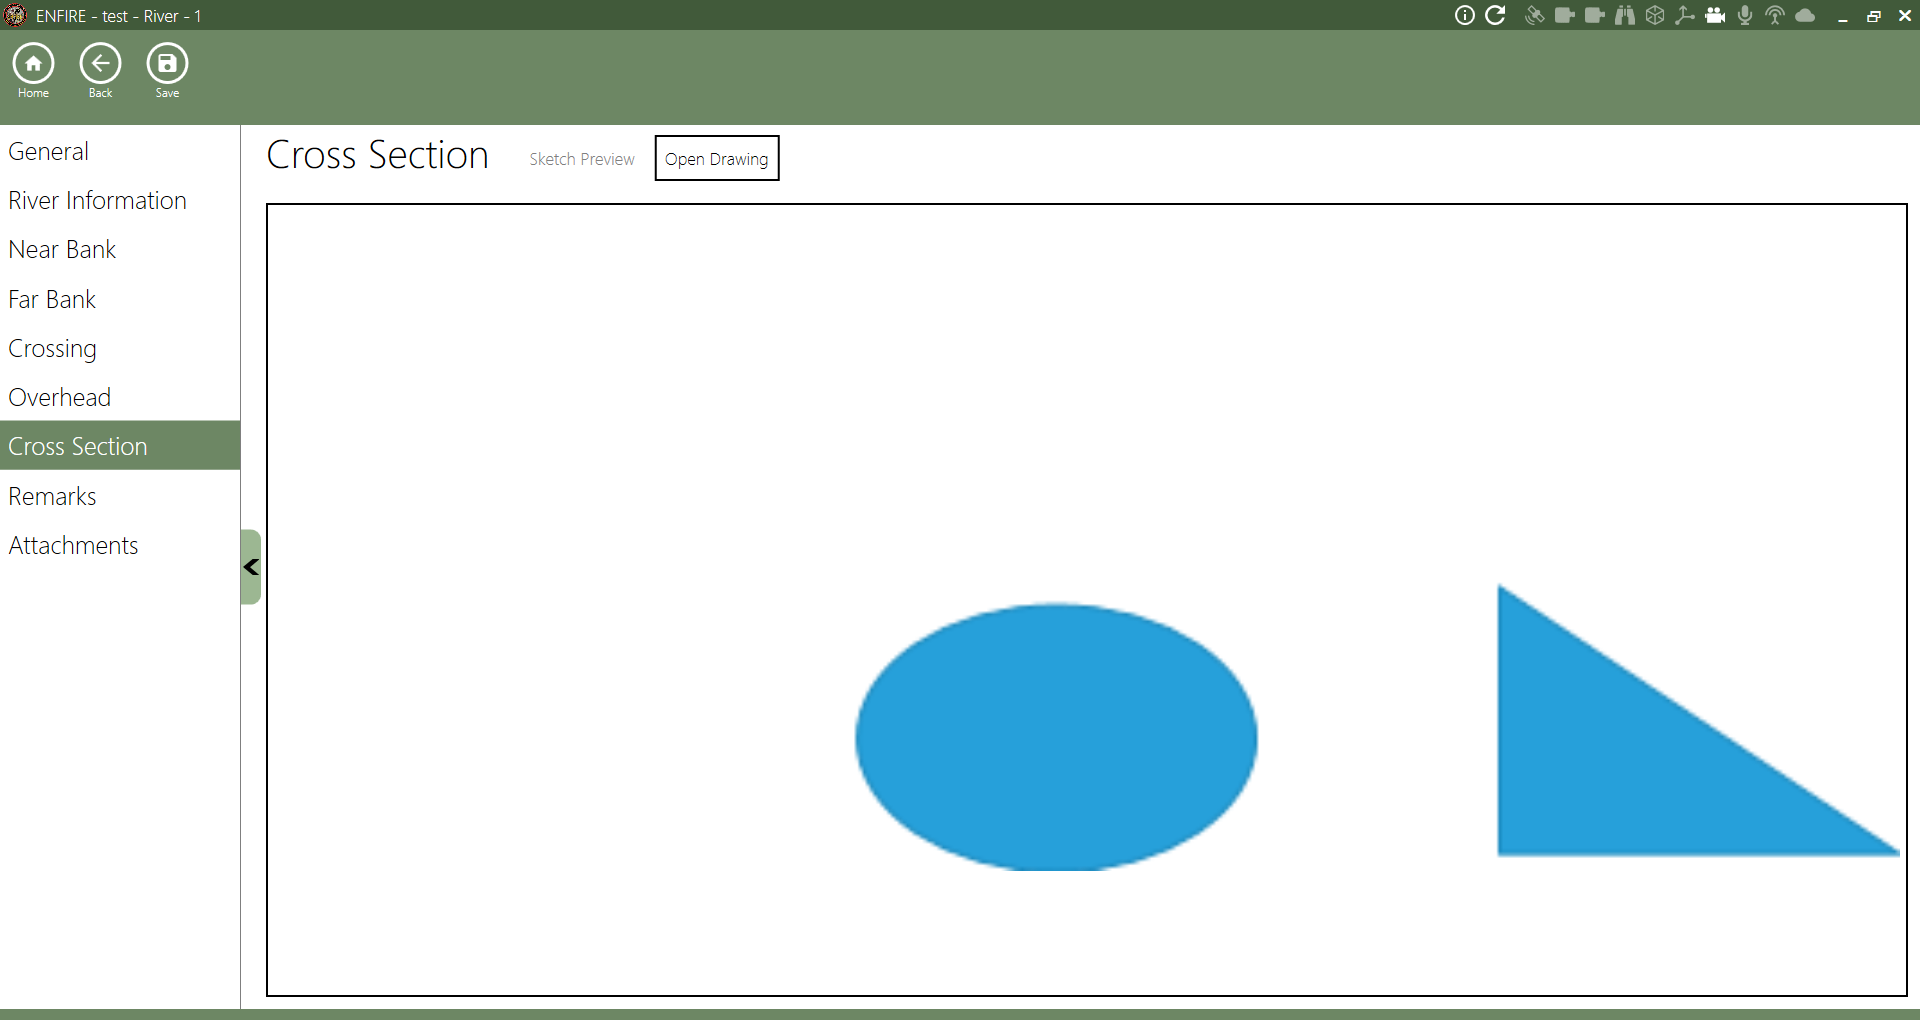 ENFIRE - test - River - 1
Home
Back
Save
General
River Information
Near Bank
Far Bank
Crossing
Overhead
Cross Section
Remarks
Attachments
Cross Section
Sketch Preview
Open Drawing